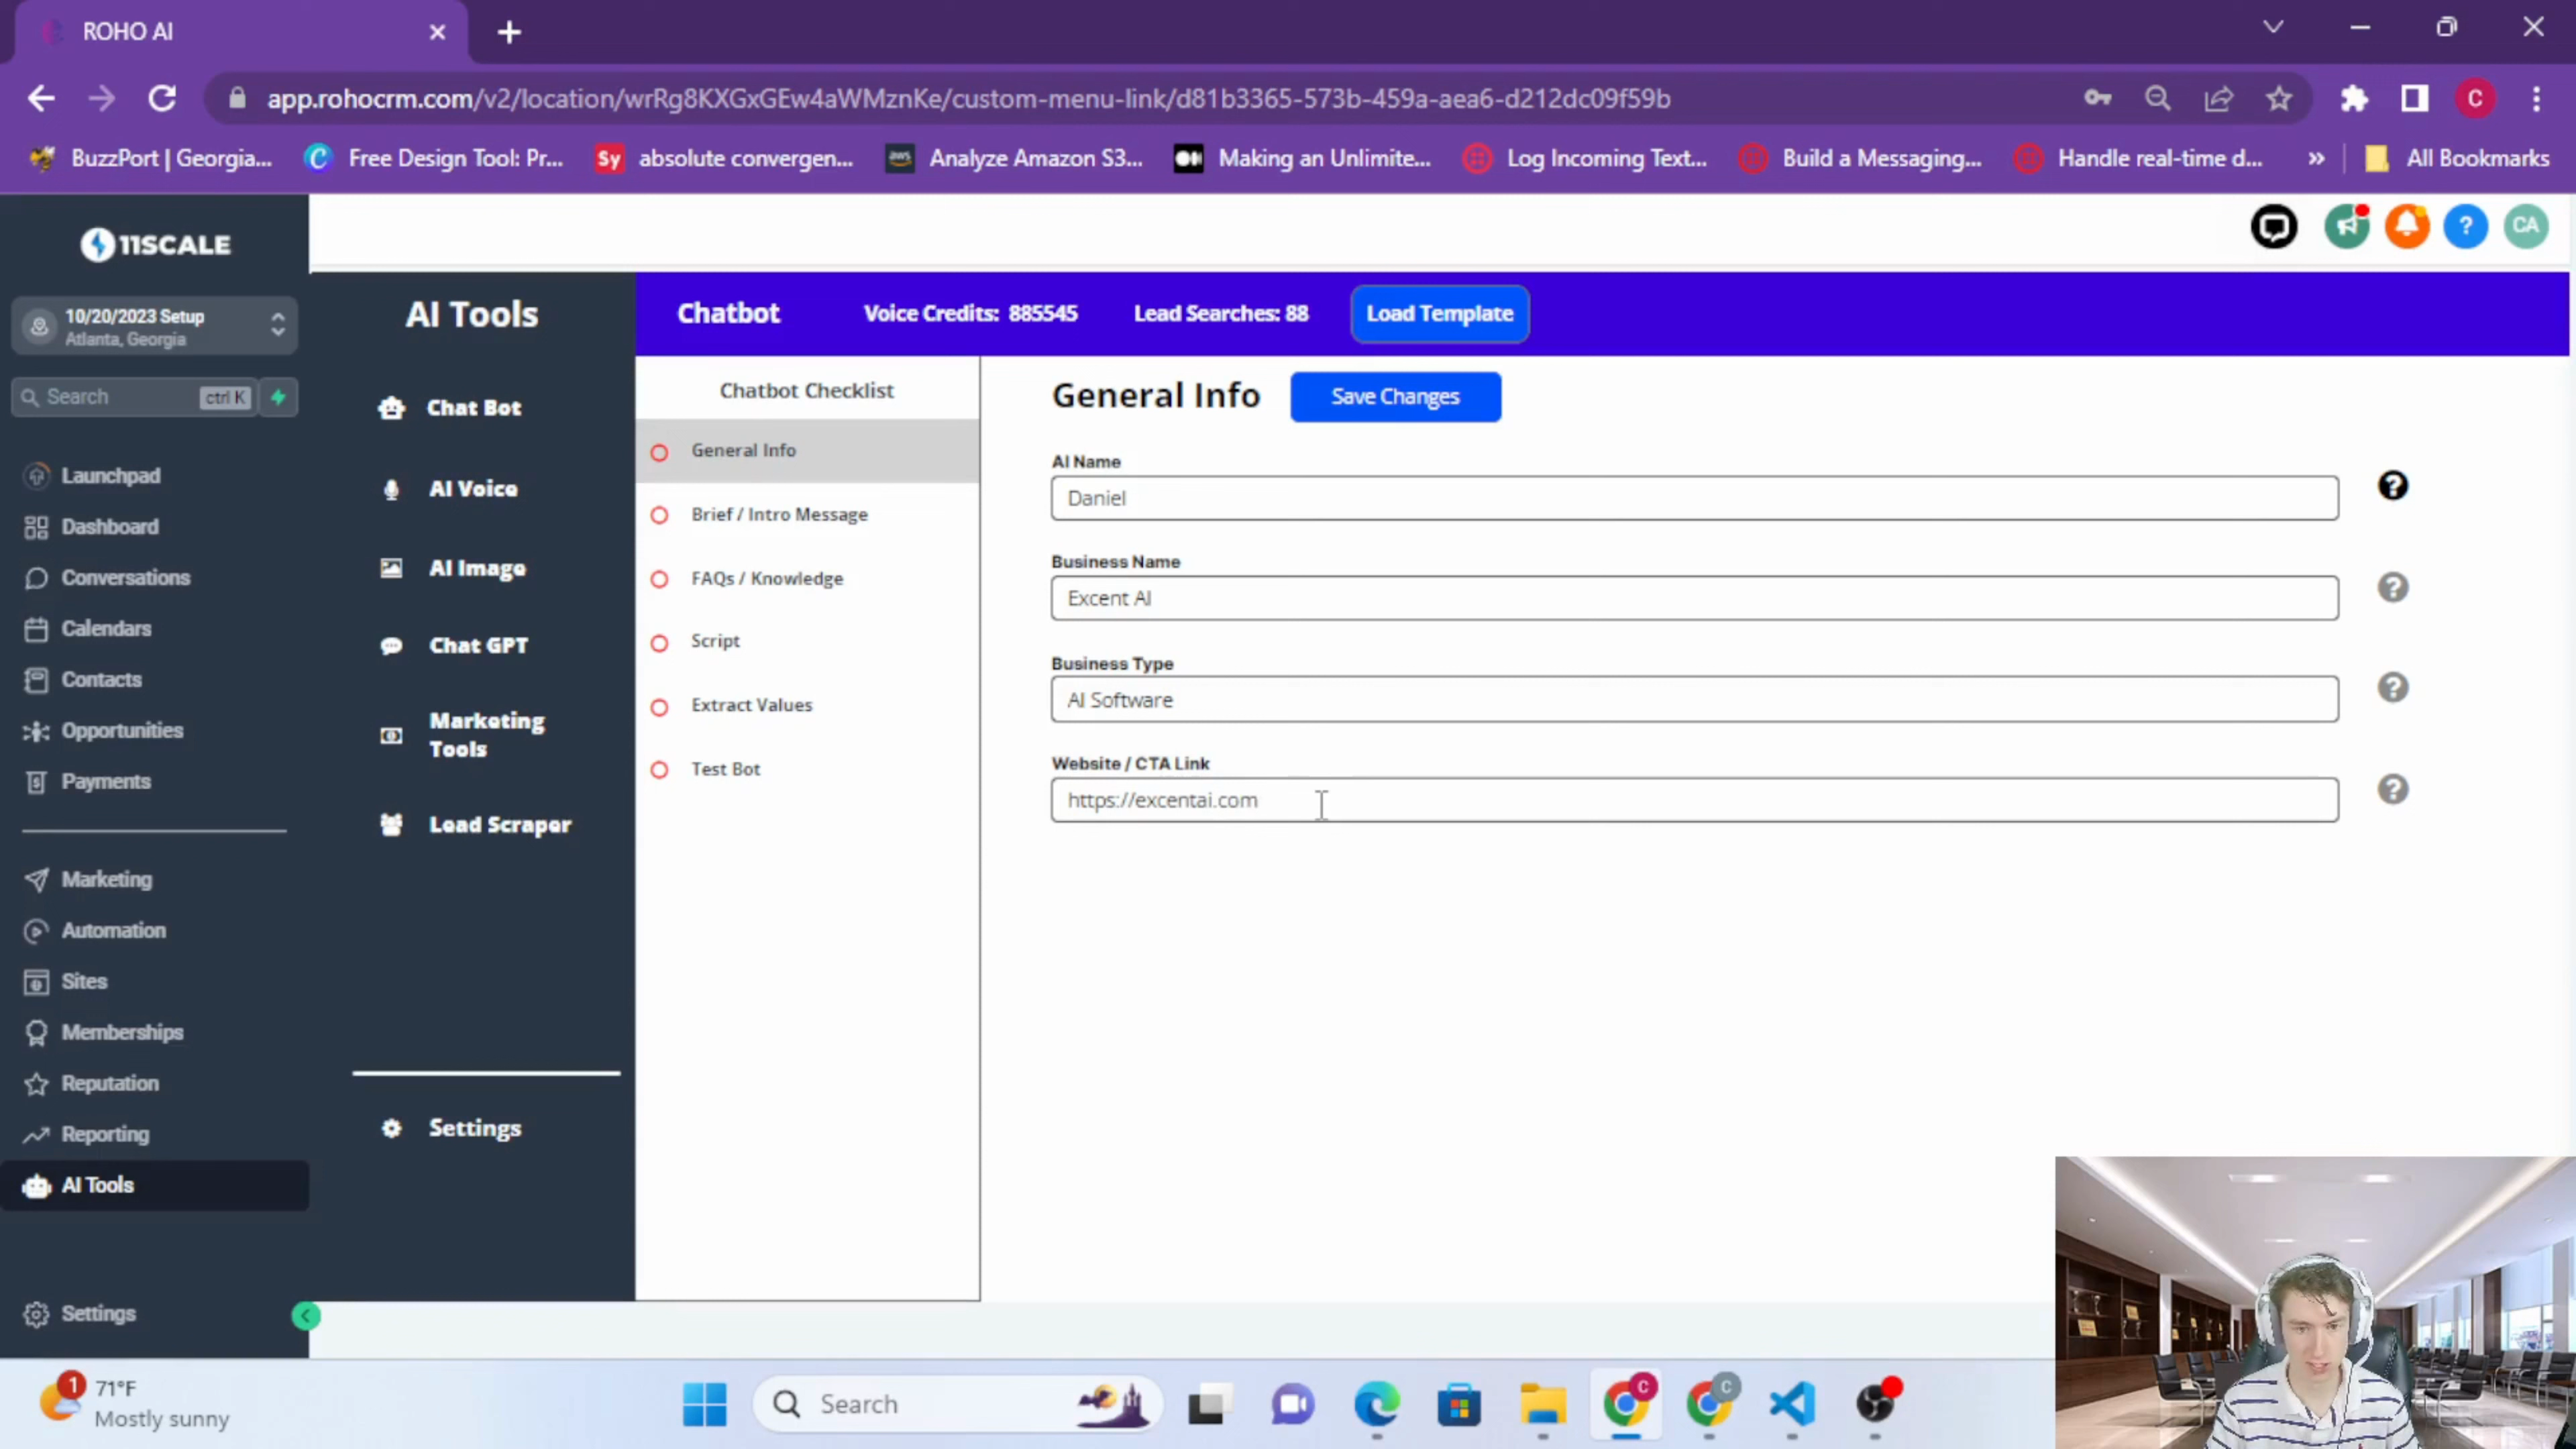 ROHO AI
app.rohocrm.com/v2/location/wrRg8KXGxGEw4aWMznKe/custom-menu-link/d81b3365-573b-459a-aea6-d212dc09f59b
C
BuzzPort | Georgia...
Free Design Tool: Pr...
Sy
absolute convergen...
aws
Analyze Amazon S3...
Making an Unlimite...
Log Incoming Text...
Build a Messaging...
Handle real-time d...
»
All Bookmarks
11SCALE
CA
10/20/2023 Setup
Atlanta, Georgia
Search
ctrl K
Launchpad
Dashboard
Conversations
Calendars
Contacts
Opportunities
Payments
Marketing
Automation
Sites
Memberships
Reputation
Reporting
AI Tools
Settings
AI Tools
Chat Bot
AI Voice
AI Image
Chat GPT
Marketing
Tools
Lead Scraper
Settings
Chatbot
Voice Credits: 885545
Lead Searches: 88
Load Template
Chatbot Checklist
General Info
Brief / Intro Message
FAQs / Knowledge
Script
Extract Values
Test Bot
General Info
Save Changes
AI Name
Daniel
Business Name
Excent AI
Business Type
AI Software
Website / CTA Link
https://excentai.com
1
71°F
Mostly sunny
Search
C
C